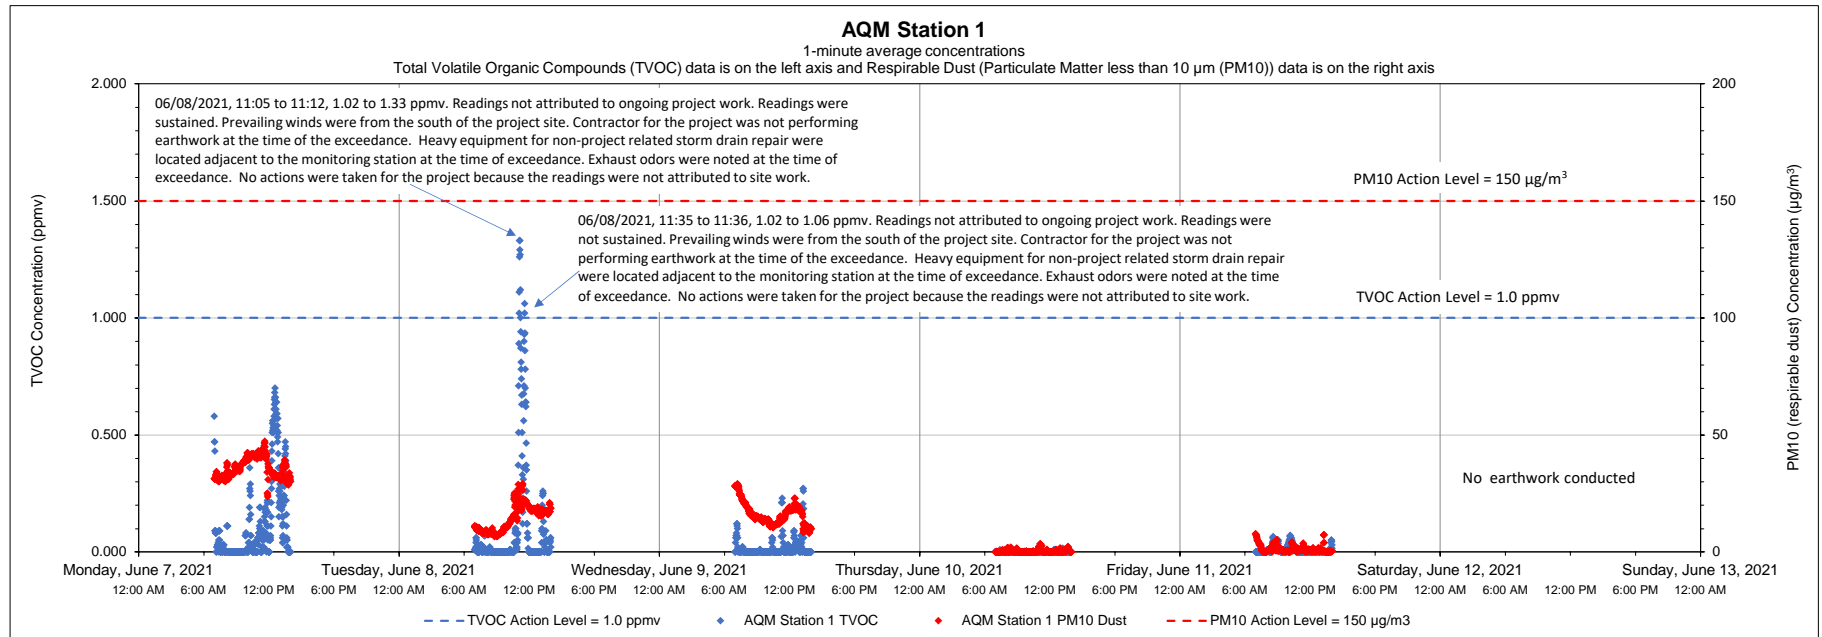 AQM Station 1
1-minute average concentrations
Total Volatile Organic Compounds (TVOC) data is on the left axis and Respirable Dust (Particulate Matter less than 10 µm (PM10)) data is on the right axis
TVOC Concentration (ppmv)
2.000
1.500
1.000
0.500
0.000
06/08/2021, 11:05 to 11:12, 1.02 to 1.33 ppmv. Readings not attributed to ongoing project work. Readings were
sustained. Prevailing winds were from the south of the project site. Contractor for the project was not performing
earthwork at the time of the exceedance.  Heavy equipment for non-project related storm drain repair were
located adjacent to the monitoring station at the time of exceedance. Exhaust odors were noted at the time of
exceedance.  No actions were taken for the project because the readings were not attributed to site work.
06/08/2021, 11:35 to 11:36, 1.02 to 1.06 ppmv. Readings not attributed to ongoing project work. Readings were
not sustained. Prevailing winds were from the south of the project site. Contractor for the project was not
performing earthwork at the time of the exceedance.  Heavy equipment for non-project related storm drain repair
were located adjacent to the monitoring station at the time of exceedance. Exhaust odors were noted at the time
of exceedance.  No actions were taken for the project because the readings were not attributed to site work.
PM10 Action Level = 150 µg/m³
TVOC Action Level = 1.0 ppmv
No  earthwork conducted
200
150
100
50
0
PM10 (respirable dust) Concentration (µg/m³)
Monday, June 7, 2021 Tuesday, June 8, 2021 Wednesday, June 9, 2021 Thursday, June 10, 2021 Friday, June 11, 2021 Saturday, June 12, 2021 Sunday, June 13, 2021
12:00 AM 6:00 AM 12:00 PM 6:00 PM 12:00 AM 6:00 AM 12:00 PM 6:00 PM 12:00 AM 6:00 AM 12:00 PM 6:00 PM 12:00 AM 6:00 AM 12:00 PM 6:00 PM 12:00 AM 6:00 AM 12:00 PM 6:00 PM 12:00 AM 6:00 AM 12:00 PM 6:00 PM 12:00 AM
TVOC Action Level = 1.0 ppmv AQM Station 1 TVOC AQM Station 1 PM10 Dust PM10 Action Level = 150 µg/m3